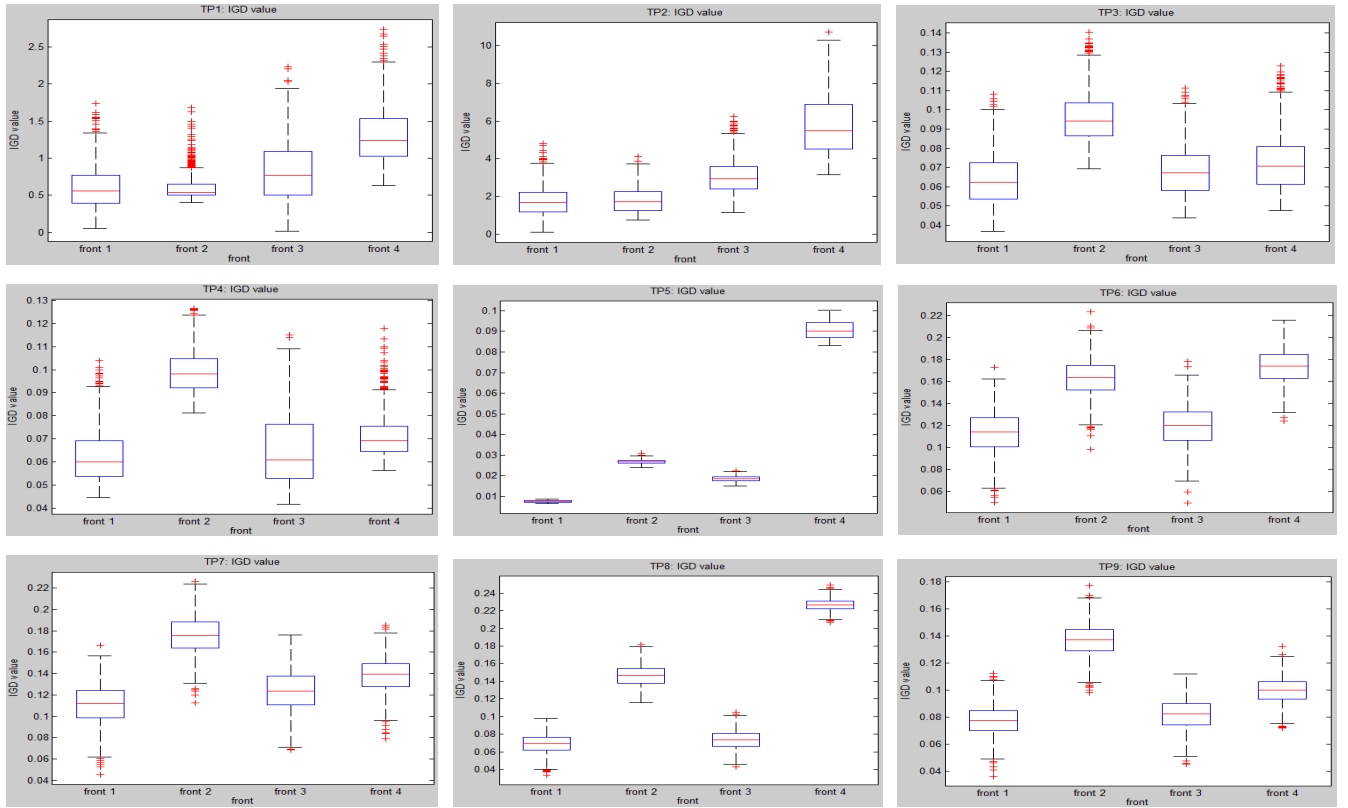 TP1: IGD value
2.5
2
1.5
1
0.5
0
IGD value
front 1 front 2 front 3 front 4
front
TP2: IGD value
10
8
6
4
2
0
IGD value
front 1 front 2 front 3 front 4
front
TP3: IGD value
0.14
0.13
0.12
0.11
0.1
0.09
0.08
0.07
0.06
0.05
0.04
IGD value
front 1 front 2 front 3 front 4
front
TP4: IGD value
0.13
0.12
0.11
0.1
0.09
0.08
0.07
0.06
0.05
0.04
IGD value
front 1 front 2 front 3 front 4
front
TP5: IGD value
0.1
0.09
0.08
0.07
0.06
0.05
0.04
0.03
0.02
0.01
IGD value
front 1 front 2 front 3 front 4
front
TP6: IGD value
0.22
0.2
0.18
0.16
0.14
0.12
0.1
0.08
0.06
IGD value
front 1 front 2 front 3 front 4
front
TP7: IGD value
0.22
0.2
0.18
0.16
0.14
0.12
0.1
0.08
0.06
0.04
IGD value
front 1 front 2 front 3 front 4
front
TP8: IGD value
0.24
0.22
0.2
0.18
0.16
0.14
0.12
0.1
0.08
0.06
0.04
IGD value
front 1 front 2 front 3 front 4
front
TP9: IGD value
0.18
0.16
0.14
0.12
0.1
0.08
0.06
0.04
IGD value
front 1 front 2 front 3 front 4
front